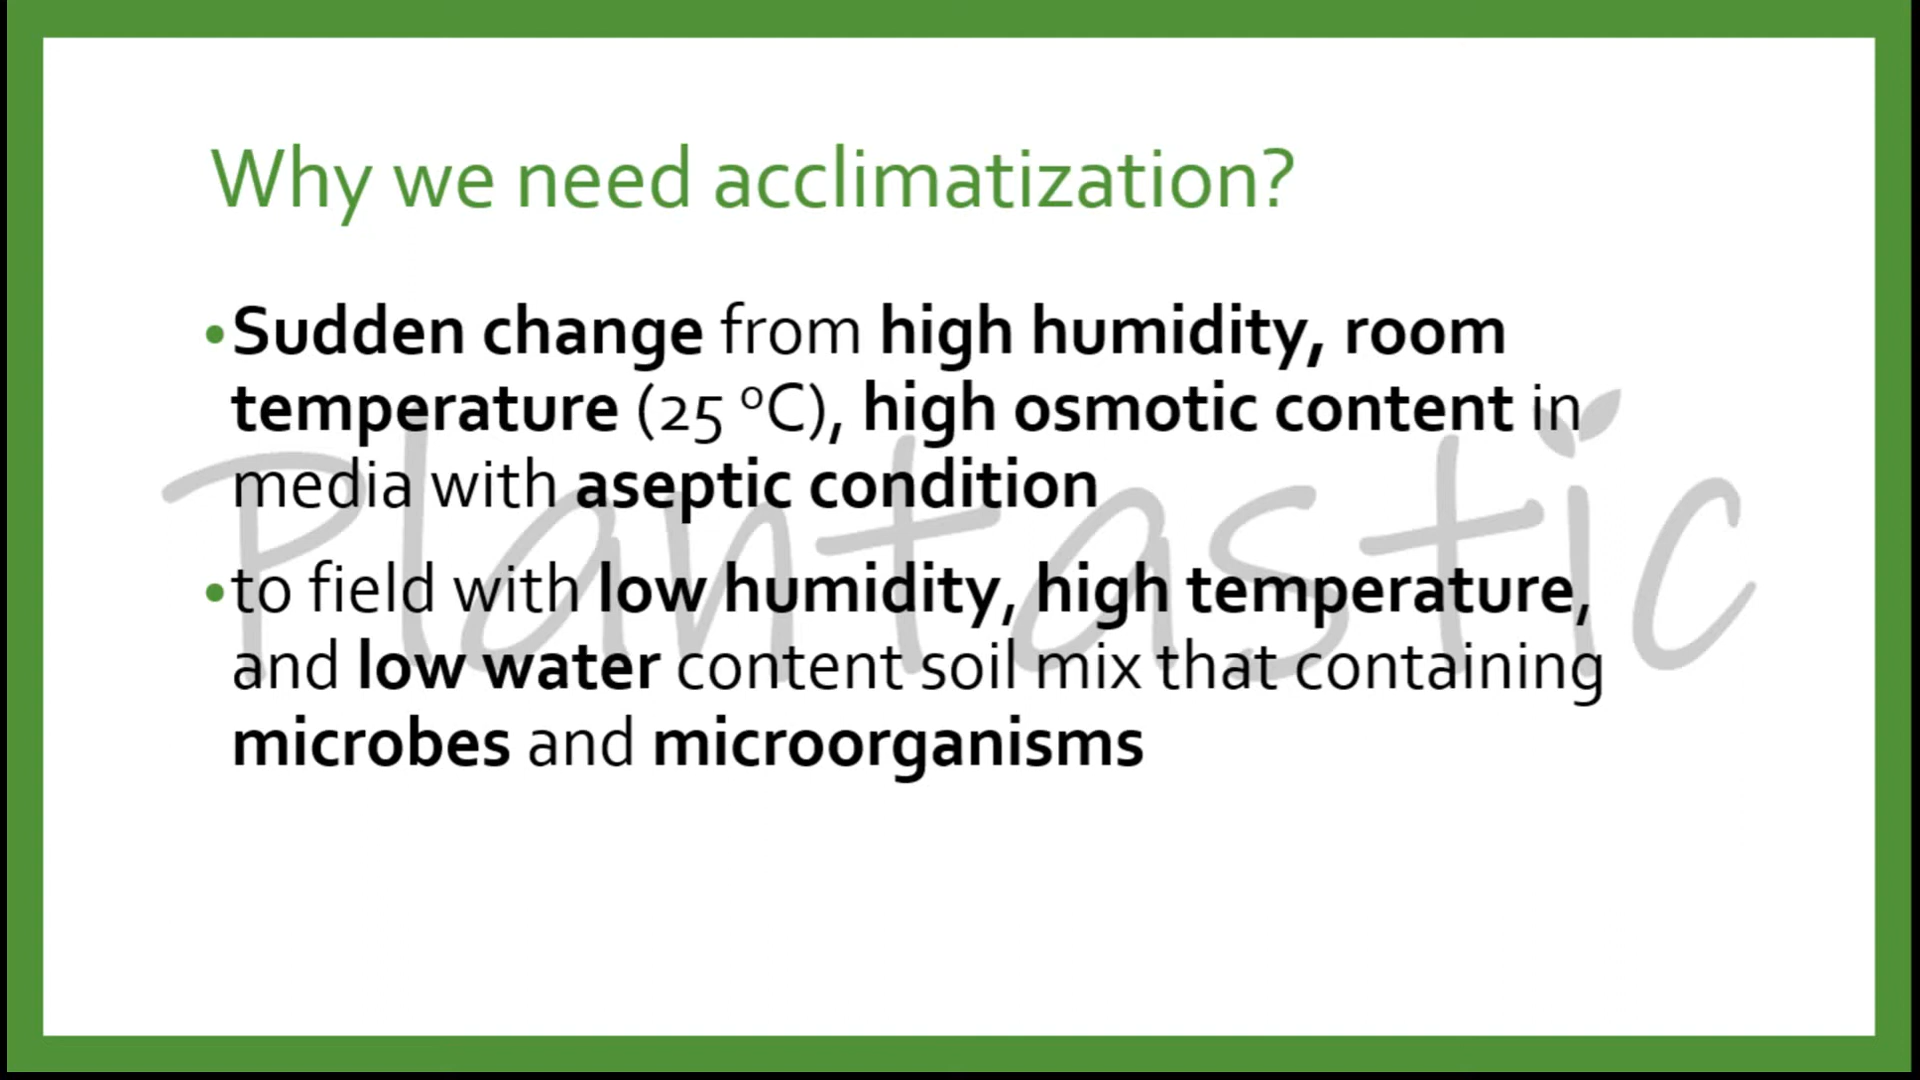 Why we need acclimatization?
•Sudden change from high humidity, room
temperature (25 °C), high osmotic content in
media with aseptic condition
•to field with low humidity, high temperature,
and low water content soil mix that containing
microbes and microorganisms
Plantastic